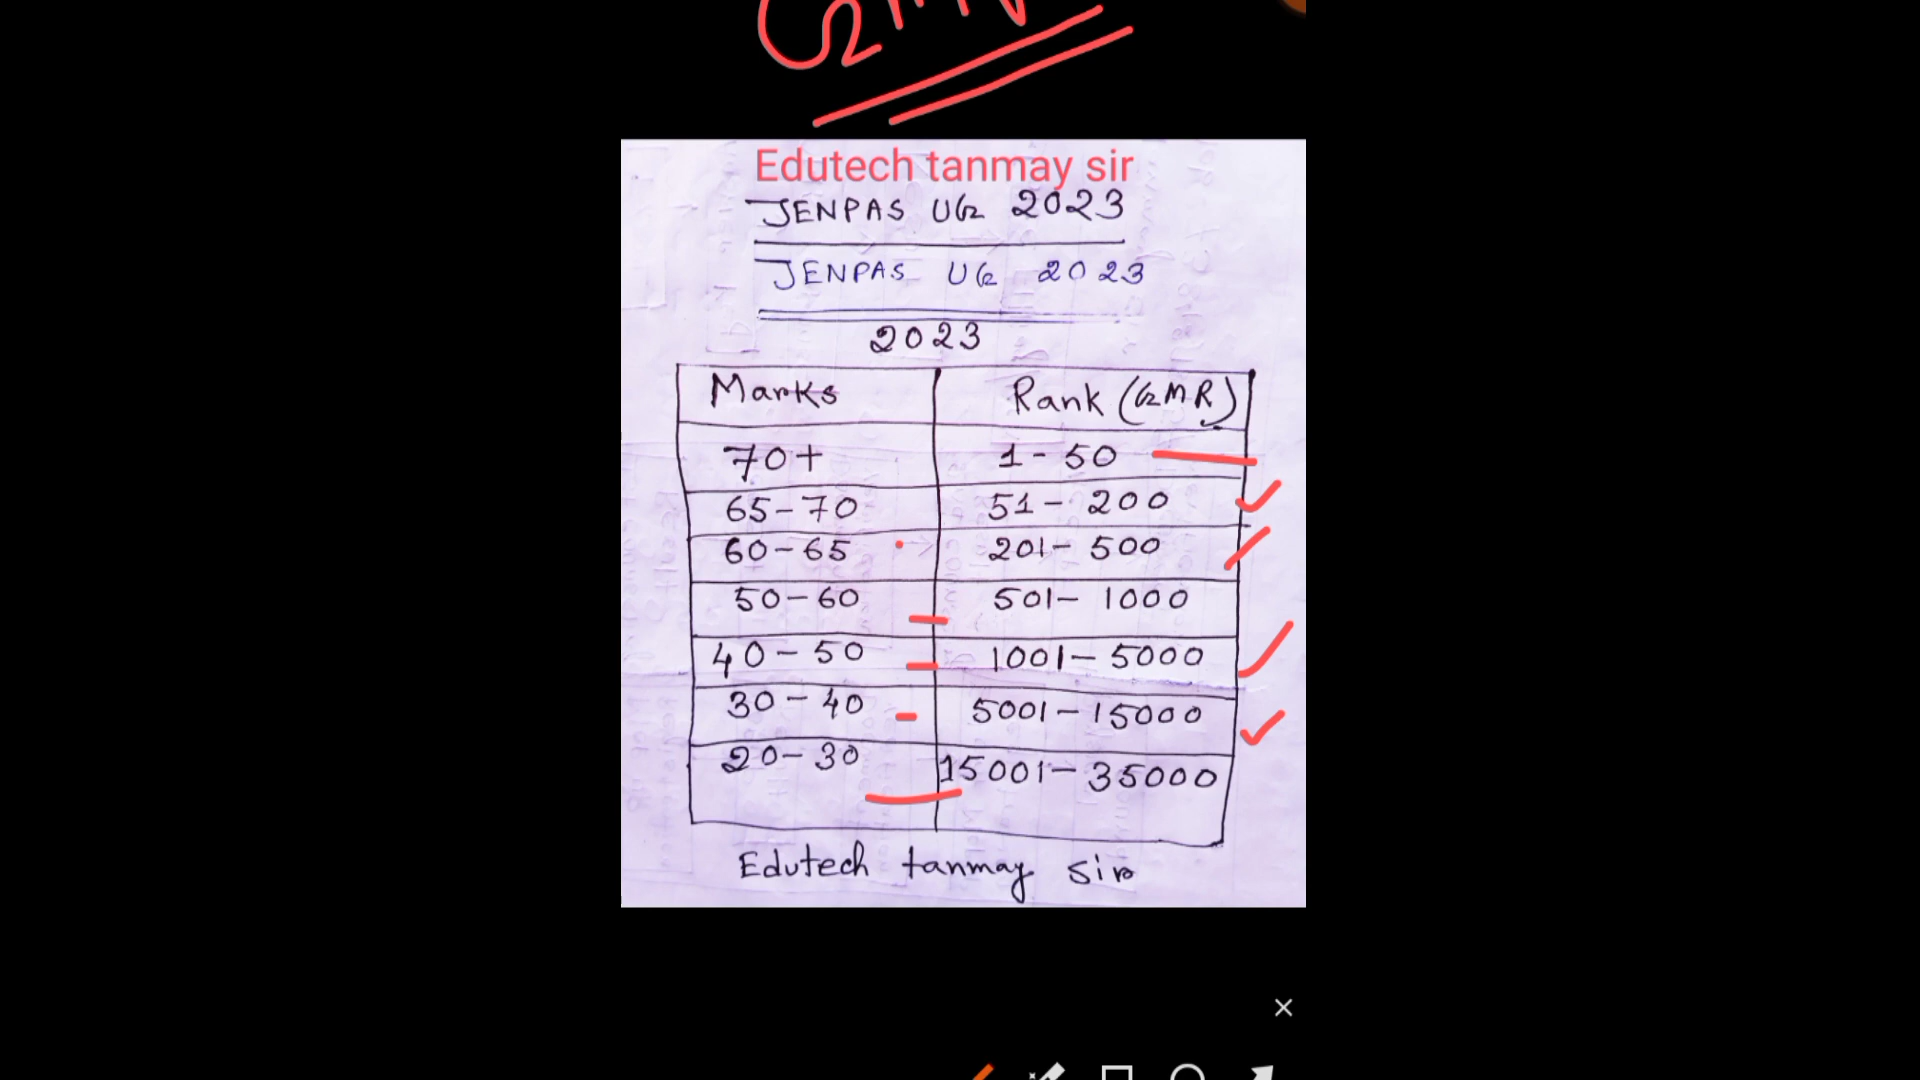 GMR
Edutech tanmay sir
JENPAS UG 2023
JENPAS UG 2023
2023
Marks Rank (GMR)
70+ 1-50
65-70 51-200
60-65 201-500
50-60 501-1000
40-50 1001-5000
30-40 5001-15000
20-30 15001-35000
Edutech tanmay sir